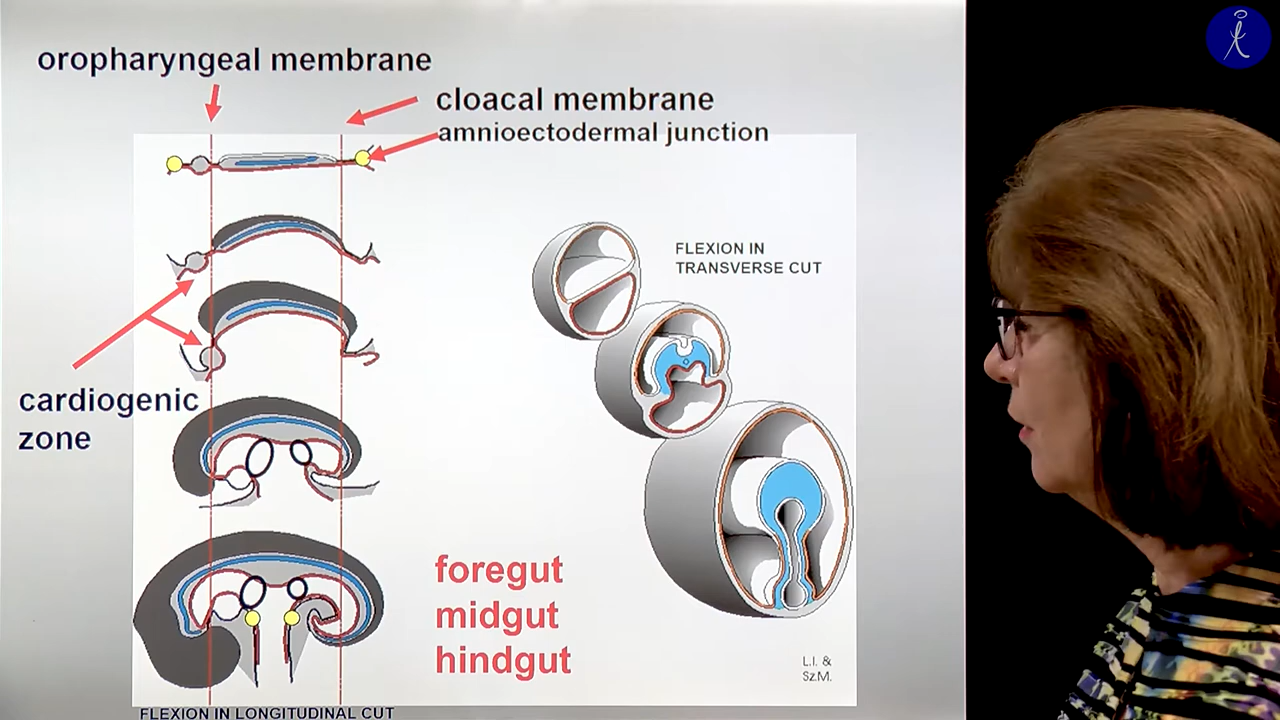 oropharyngeal membrane
cloacal membrane
amnioectodermal junction
FLEXION IN
TRANSVERSE CUT
cardiogenic
zone
foregut
midgut
hindgut
L.I. &
Sz.M.
FLEXION IN LONGITUDINAL CUT